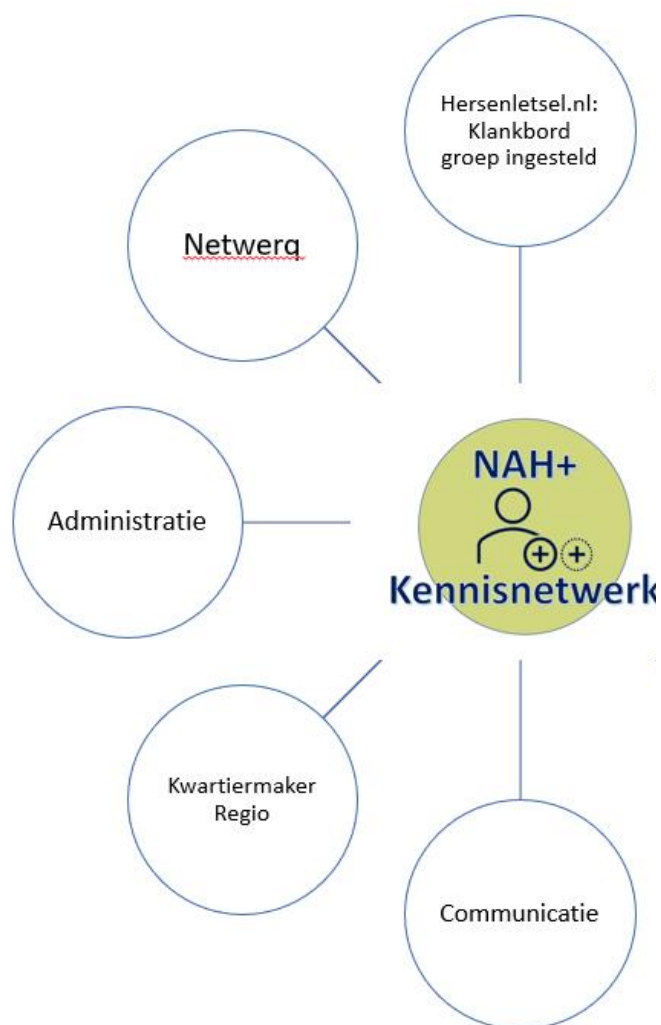 Hersenletsel.nl:
Klankbord
groep ingesteld
Netwerq
Administratie
NAH+
Kennisnetwerk
Kwartiermaker
Regio
Communicatie